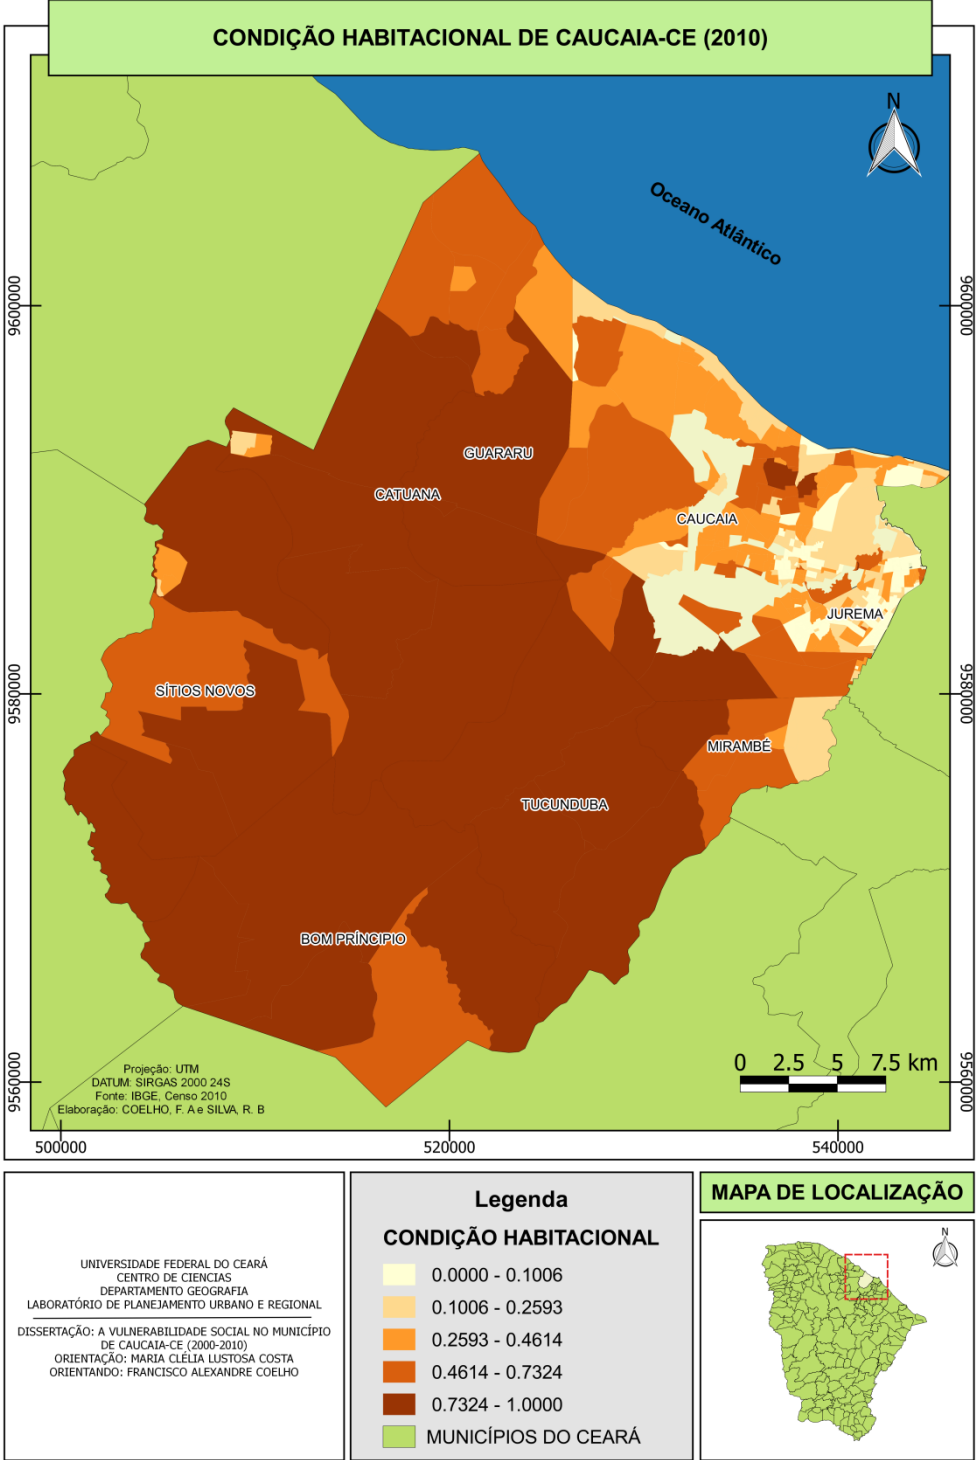 CONDIÇÃO HABITACIONAL DE CAUCAIA-CE (2010)
N
Oceano Atlântico
9600000
9600000
GUARARU
CATUANA
CAUCAIA
JUREMA
SÍTIOS NOVOS
9580000
9580000
MIRAMBÉ
TUCUNDUBA
BOM PRÍNCIPIO
0 2.5 5 7.5 km
Projeção: UTM
DATUM: SIRGAS 2000 24S
Fonte: IBGE, Censo 2010
Elaboração: COELHO, F. A e SILVA, R. B
9560000
9560000
500000
520000
540000
UNIVERSIDADE FEDERAL DO CEARÁ
CENTRO DE CIENCIAS
DEPARTAMENTO GEOGRAFIA
LABORATÓRIO DE PLANEJAMENTO URBANO E REGIONAL
DISSERTAÇÃO: A VULNERABILIDADE SOCIAL NO MUNICÍPIO
DE CAUCAIA-CE (2000-2010)
ORIENTAÇÃO: MARIA CLÉLIA LUSTOSA COSTA
ORIENTANDO: FRANCISCO ALEXANDRE COELHO
Legenda
CONDIÇÃO HABITACIONAL
0.0000 - 0.1006
0.1006 - 0.2593
0.2593 - 0.4614
0.4614 - 0.7324
0.7324 - 1.0000
MUNICÍPIOS DO CEARÁ
MAPA DE LOCALIZAÇÃO
N